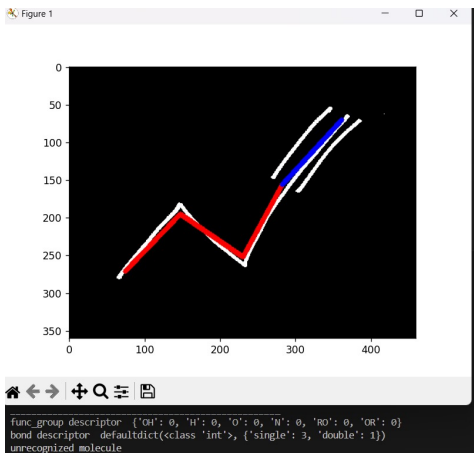 Figure 1
0
50
100
150
200
250
300
350
0 100 200 300 400
func_group descriptor {'OH': 0, 'H': 0, 'O': 0, 'N': 0, 'RO': 0, 'OR': 0}
bond descriptor defaultdict(<class 'int'>, {'single': 3, 'double': 1})
unrecognized molecule